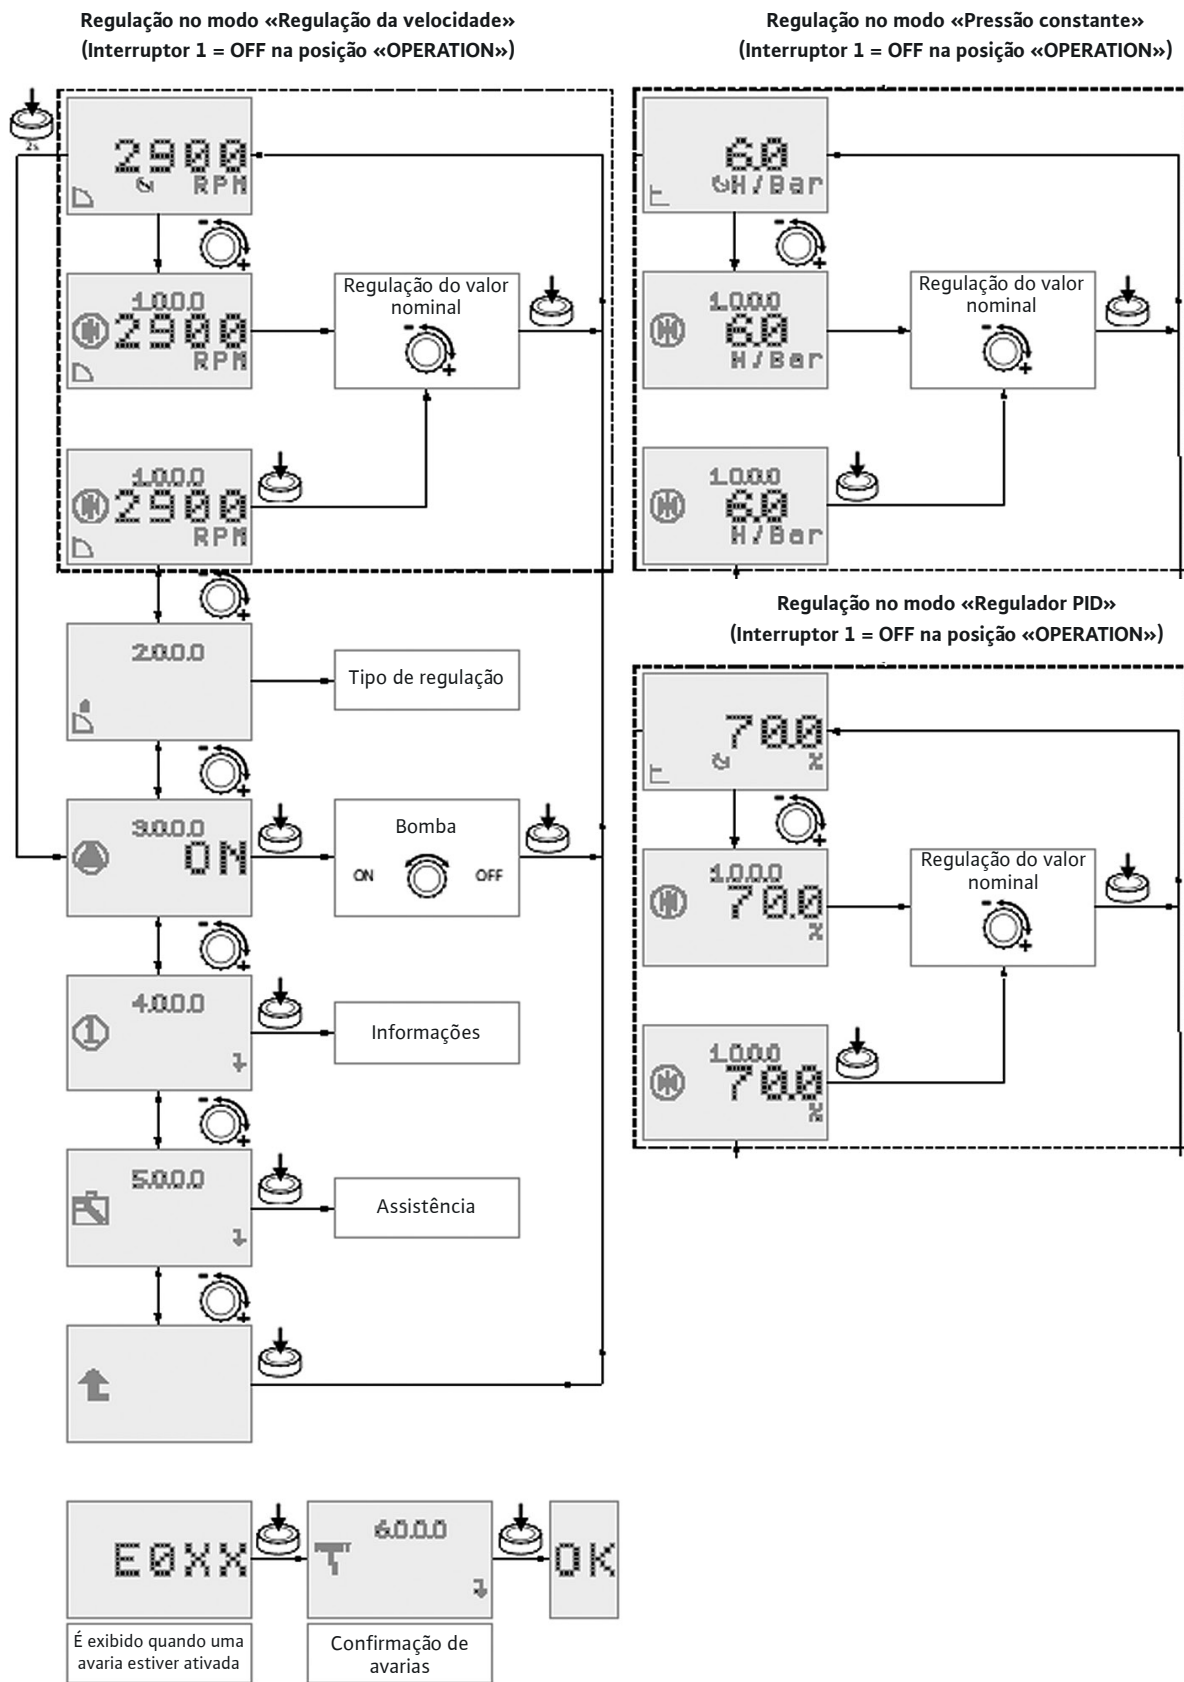 Regulação no modo «Regulação da velocidade»
(Interruptor 1 = OFF na posição «OPERATION»)
2s
2900
RPM
1.0.0.0
2900
RPM
Regulação do valor
nominal
- +
1.0.0.0
2900
RPM
- +
2.0.0.0
Tipo de regulação
- +
3.0.0.0
ON
Bomba
ON OFF
- +
4.0.0.0
1
Informações
- +
5.0.0.0
Assistência
- +
E0XX
É exibido quando uma
avaria estiver ativada
6.0.0.0
RESET
Confirmação de
avarias
OK
Regulação no modo «Pressão constante»
(Interruptor 1 = OFF na posição «OPERATION»)
6.0
H/Bar
- +
1.0.0.0
6.0
H/Bar
Regulação do valor
nominal
- +
1.0.0.0
6.0
H/Bar
Regulação no modo «Regulador PID»
(Interruptor 1 = OFF na posição «OPERATION»)
70.0
%
- +
1.0.0.0
70.0
%
Regulação do valor
nominal
- +
1.0.0.0
70.0
%